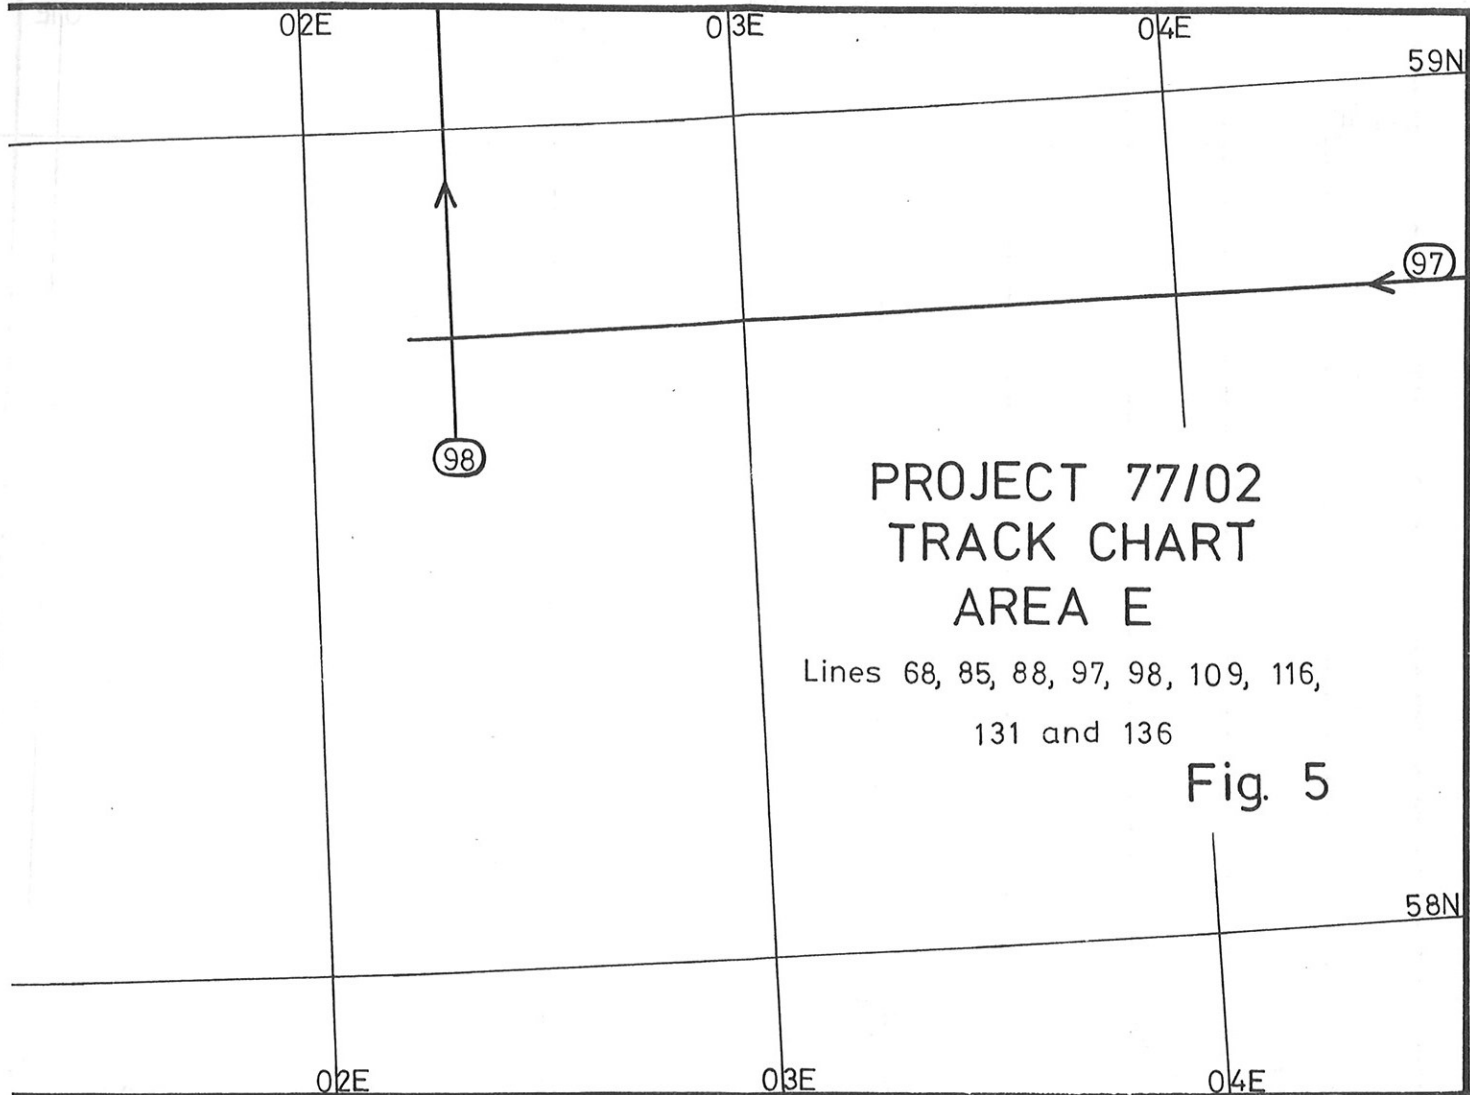 02E 03E 04E
59N
97
98
PROJECT 77/02
TRACK CHART
AREA E
Lines 68, 85, 88, 97, 98, 109, 116,
131 and 136
Fig. 5
58N
02E 03E 04E